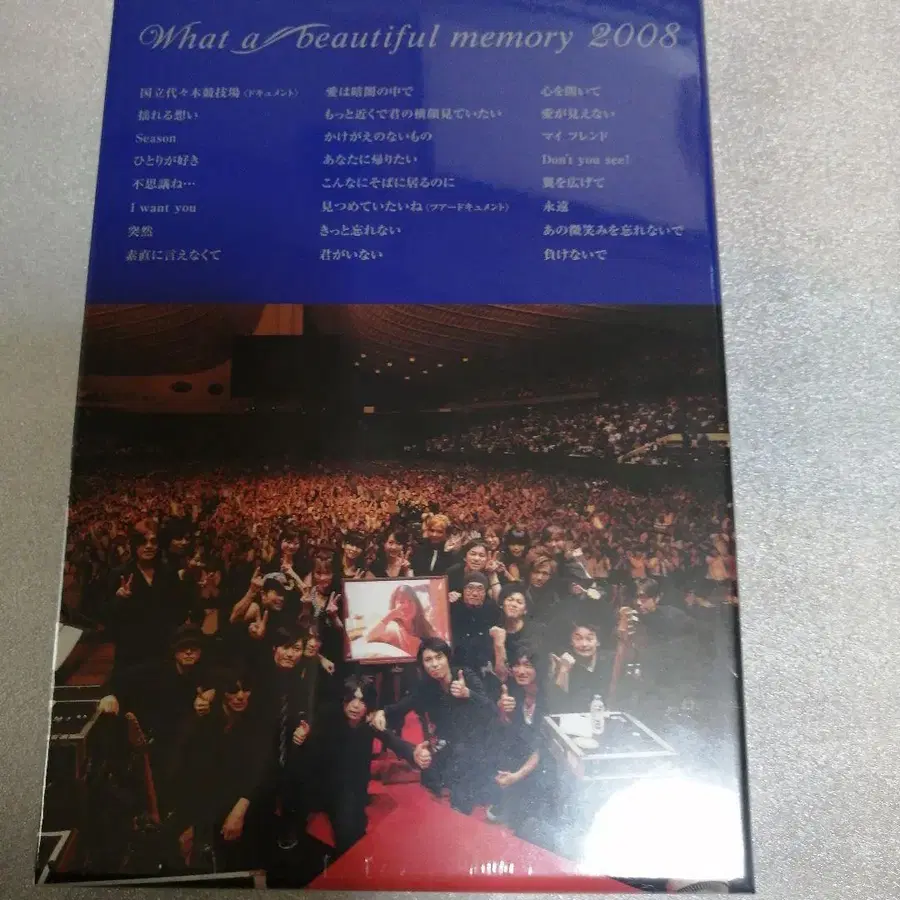 What a beautiful memory 2008
国立代々木競技場〈ドキュメント〉
揺れる想い
Season
ひとりが好き
不思議ね…
I want you
突然
素直に言えなくて
愛は暗闇の中で
もっと近くで君の横顔見ていたい
かけがえのないもの
あなたに帰りたい
こんなにそばに居るのに
見つめていたいね〈ツアードキュメント〉
きっと忘れない
君がいない
心を開いて
愛が見えない
マイ フレンド
Don't you see!
翼を広げて
永遠
あの微笑みを忘れないで
負けないで